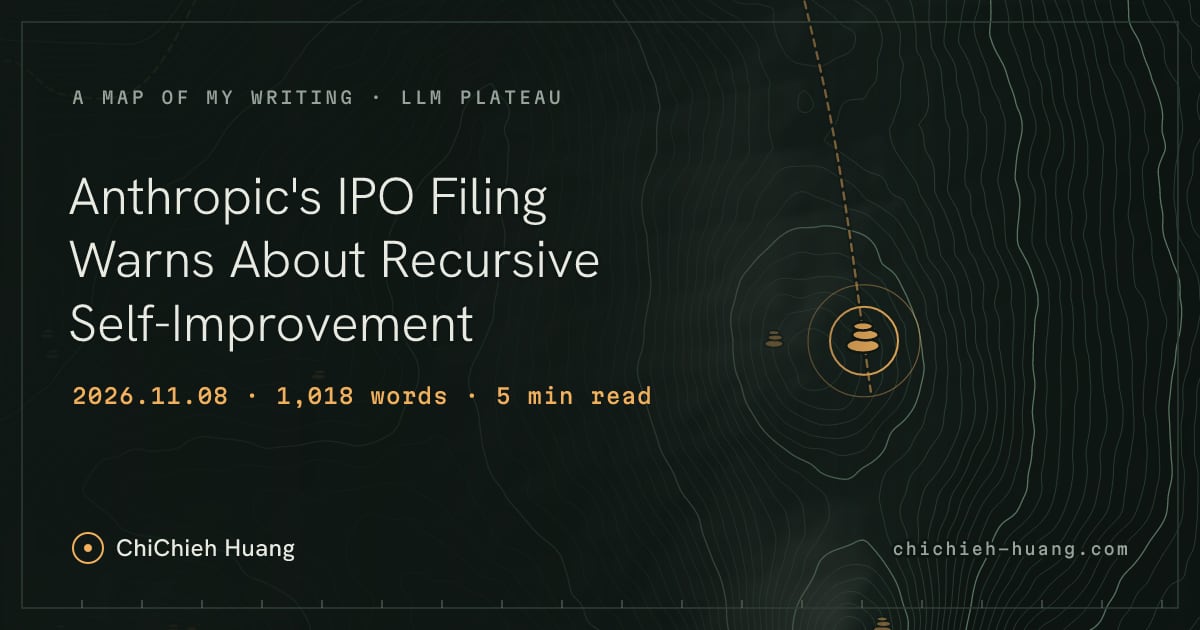 A MAP OF MY WRITING · LLM PLATEAU
Anthropic's IPO Filing
Warns About Recursive
Self-Improvement
2026.11.08 · 1,018 words · 5 min read
ChiChieh Huang
chichieh-huang.com